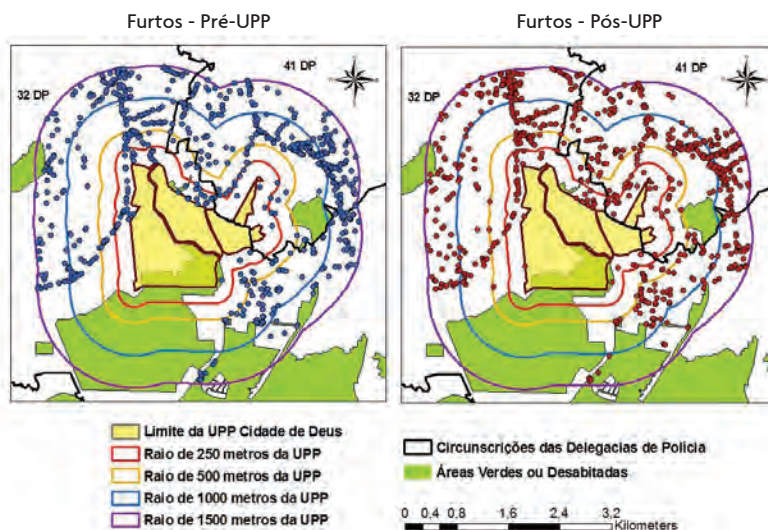 Furtos - Pré-UPP
Furtos - Pós-UPP
41 DP
32 DP
41 DP
32 DP
Limite da UPP Cidade de Deus
Raio de 250 metros da UPP
Raio de 500 metros da UPP
Raio de 1000 metros da UPP
Raio de 1500 metros da UPP
Circunscrições das Delegacias de Polícia
Áreas Verdes ou Desabitadas
0 0,4 0,8 1,6 2,4 3,2
Kilometers